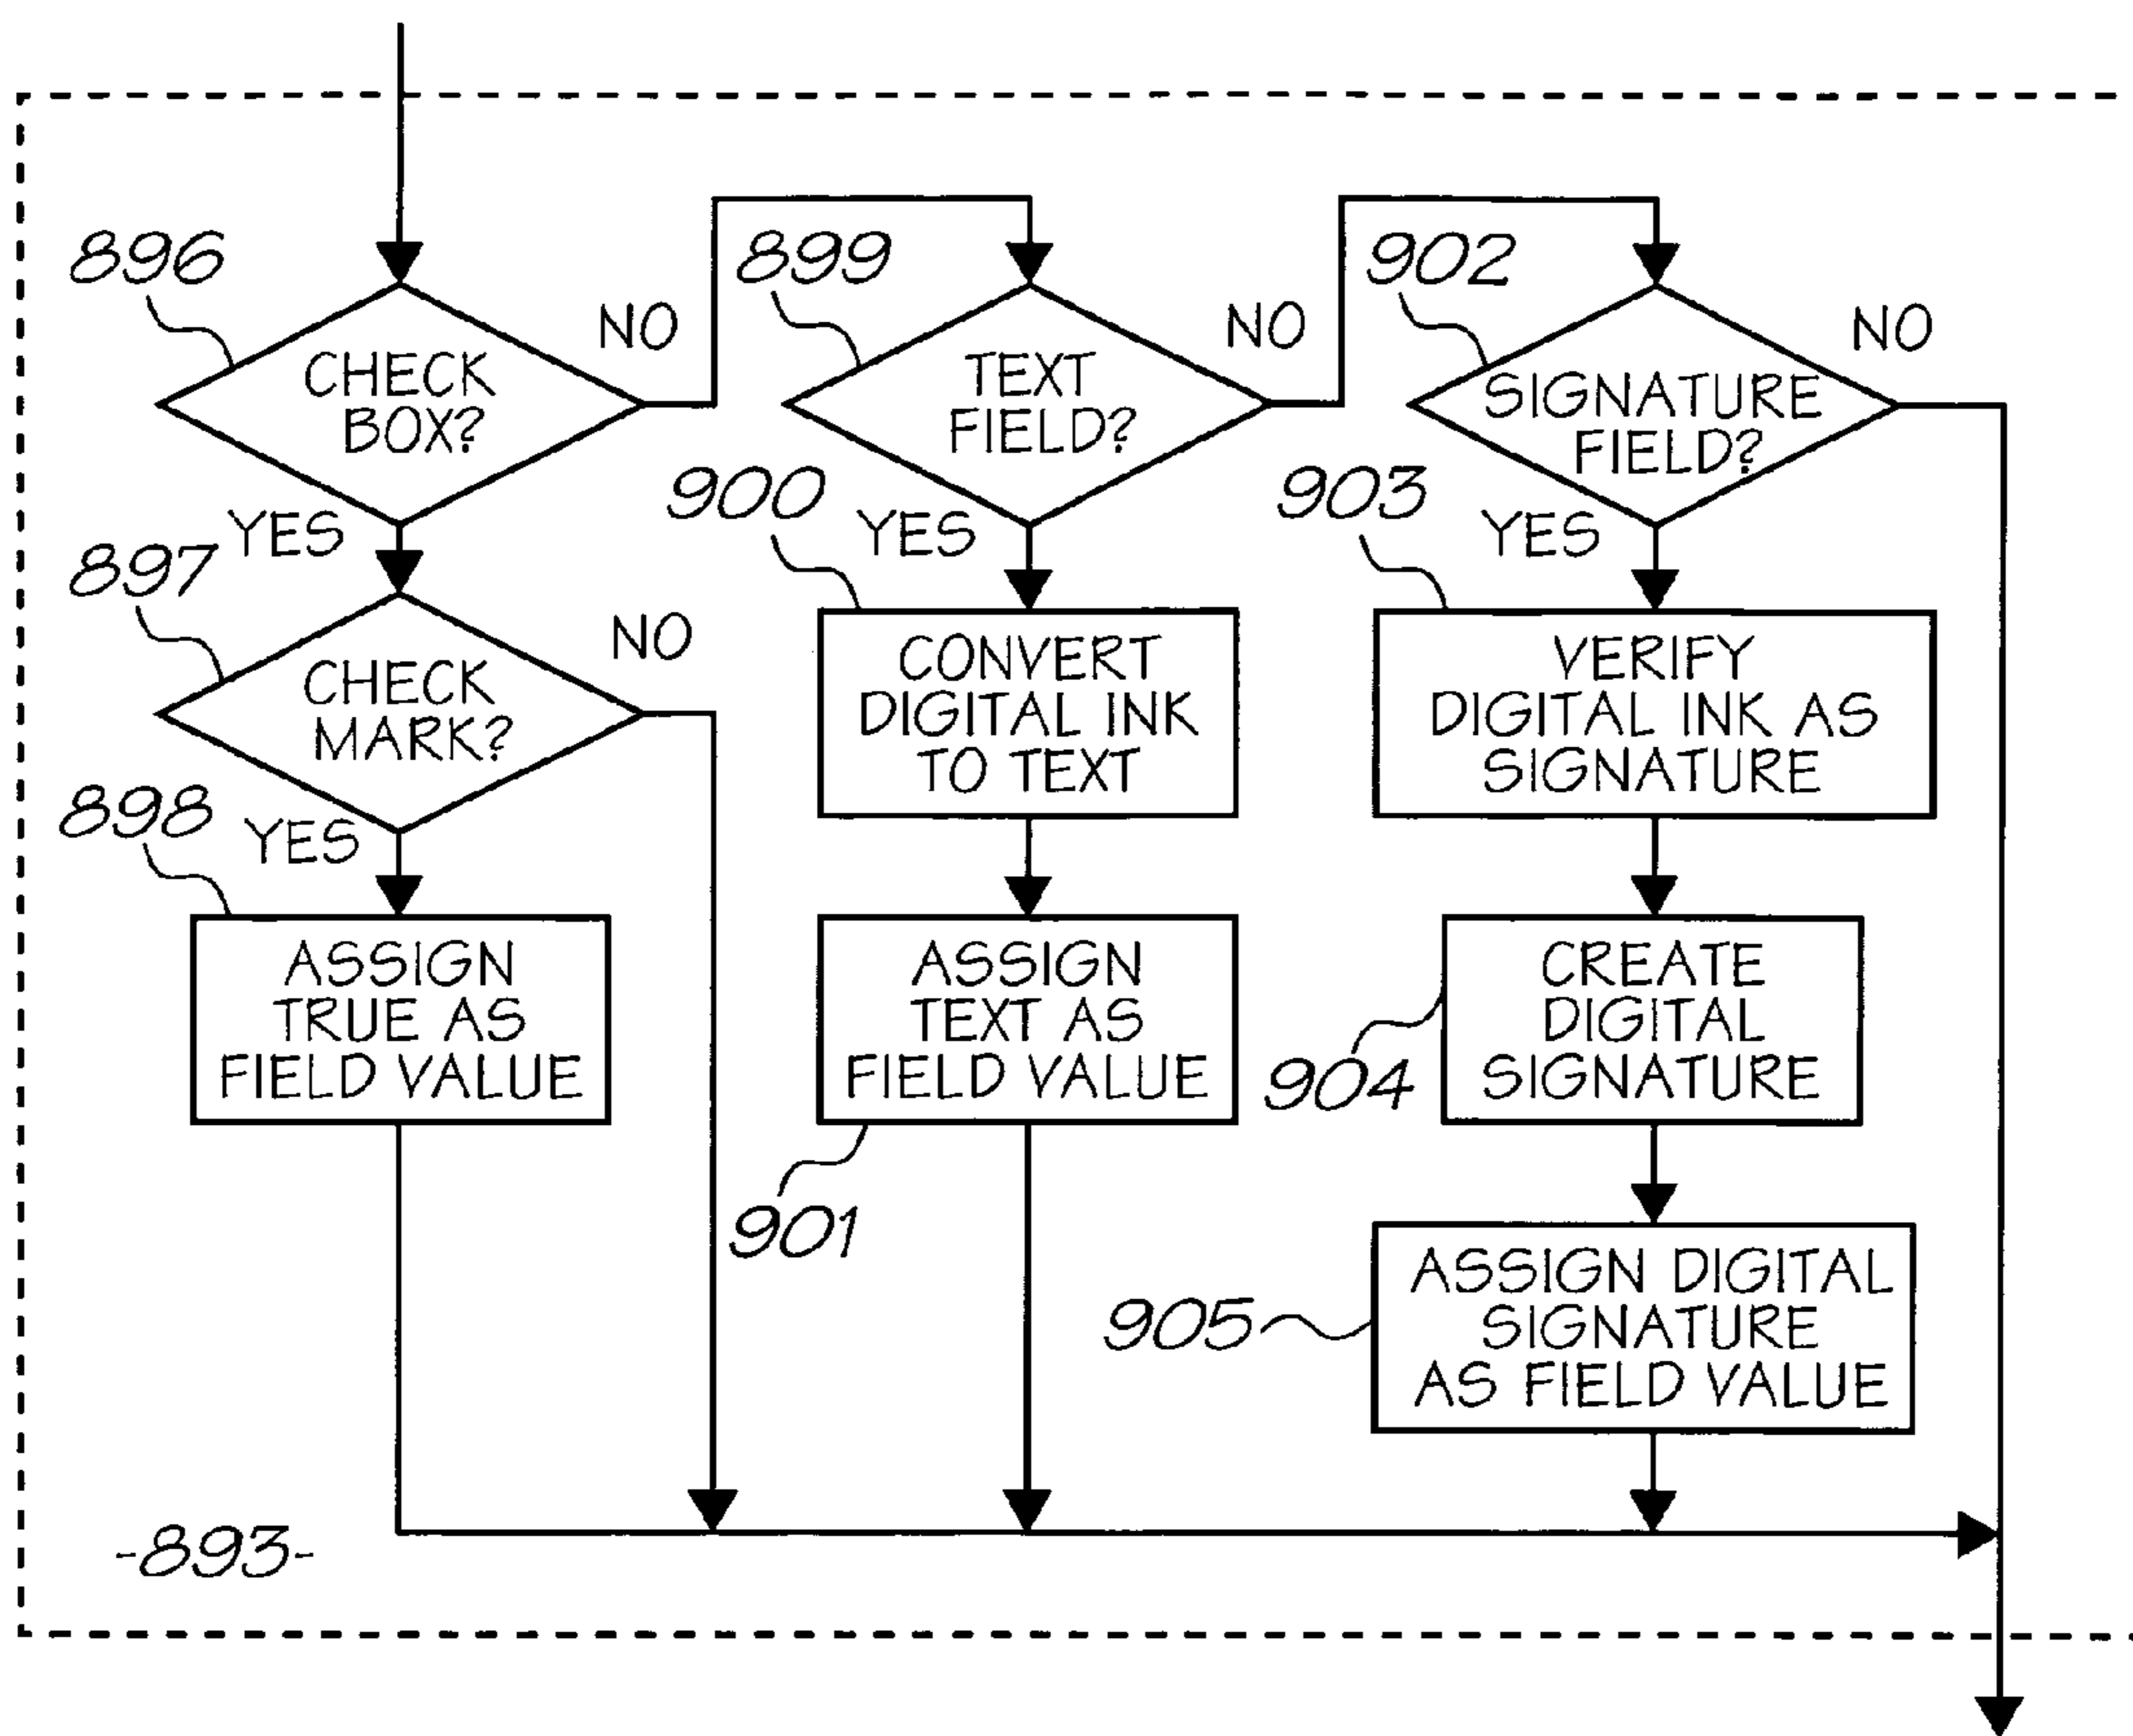 896
CHECK
BOX?
NO
YES
899
TEXT
FIELD?
NO
YES
902
SIGNATURE
FIELD?
NO
YES
897
CHECK
MARK?
NO
YES
898
ASSIGN
TRUE AS
FIELD VALUE
900
CONVERT
DIGITAL INK
TO TEXT
901
ASSIGN
TEXT AS
FIELD VALUE
903
VERIFY
DIGITAL INK AS
SIGNATURE
904
CREATE
DIGITAL
SIGNATURE
905
ASSIGN DIGITAL
SIGNATURE
AS FIELD VALUE
-893-